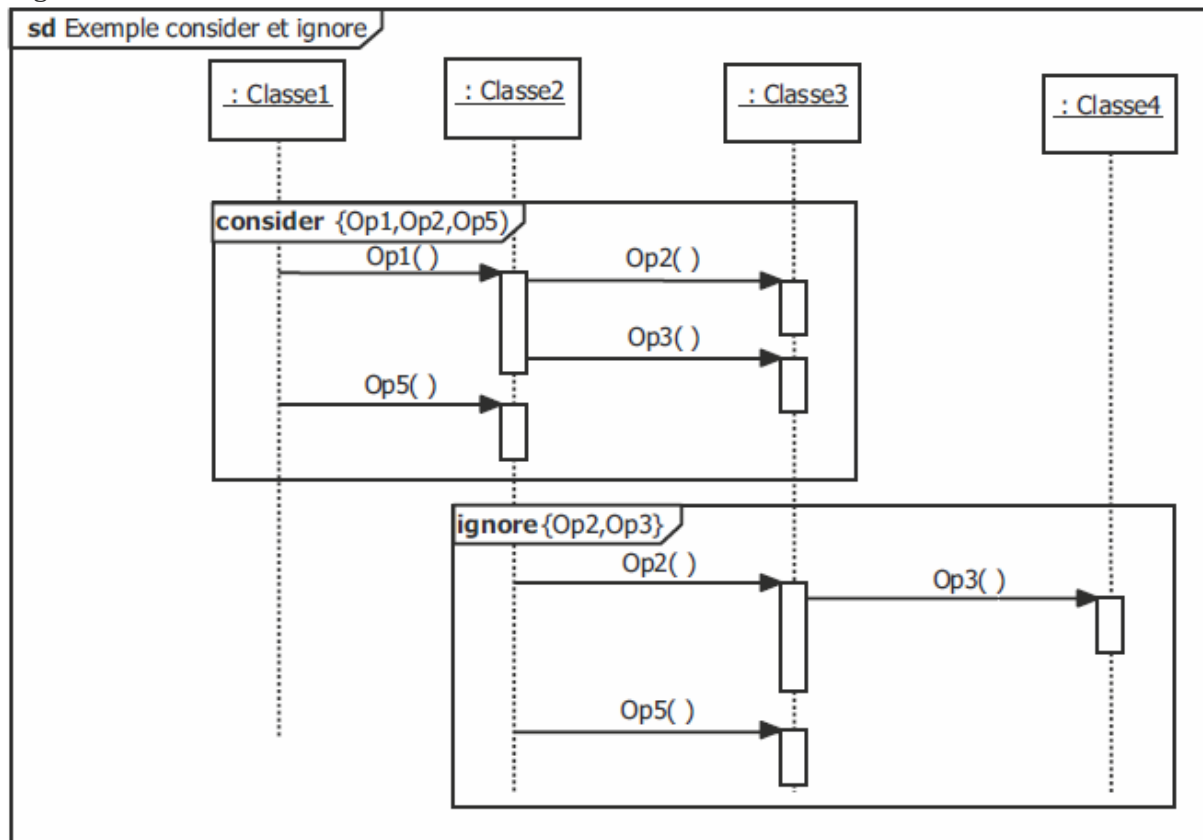 sd Exemple consider et ignore
: Classe1
: Classe2
: Classe3
: Classe4
consider {Op1,Op2,Op5)
Op1( )
Op2( )
Op3( )
Op5( )
ignore{Op2,Op3}
Op2( )
Op3( )
Op5( )